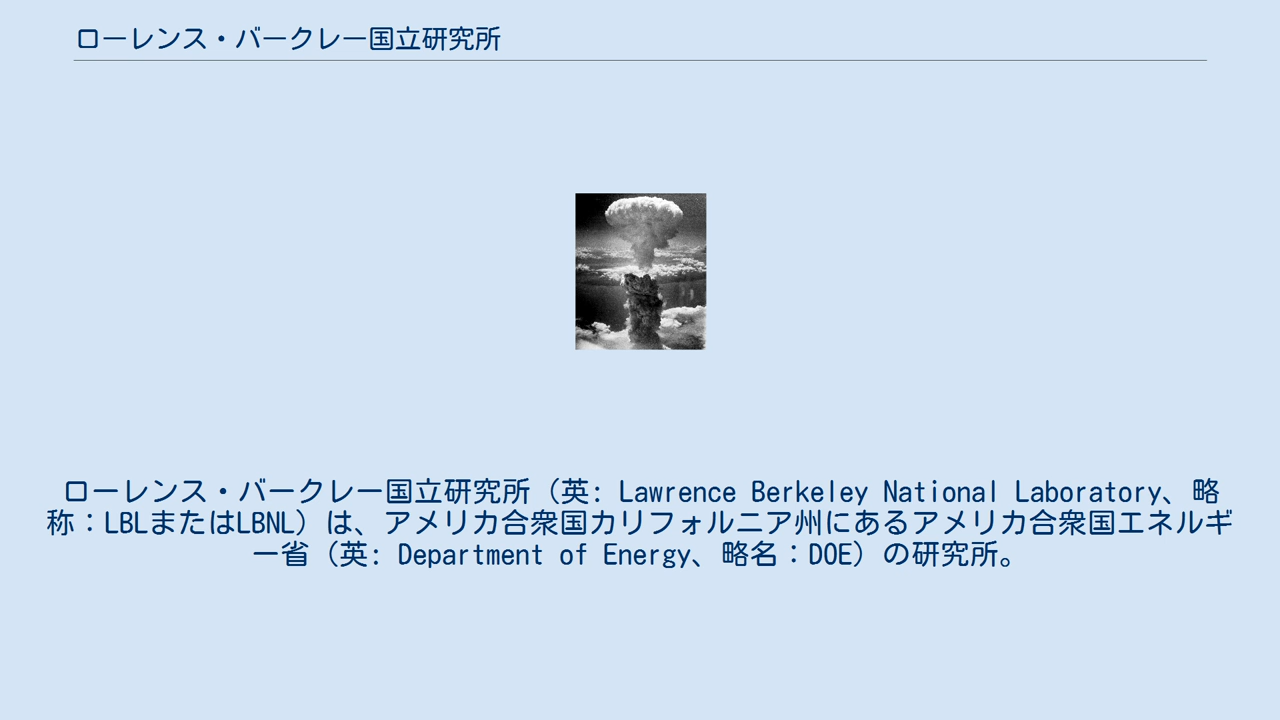 ローレンス・バークレー国立研究所
ローレンス・バークレー国立研究所（英: Lawrence Berkeley National Laboratory、略
称：LBLまたはLBNL）は、アメリカ合衆国カリフォルニア州にあるアメリカ合衆国エネルギ
ー省（英: Department of Energy、略名：DOE）の研究所。